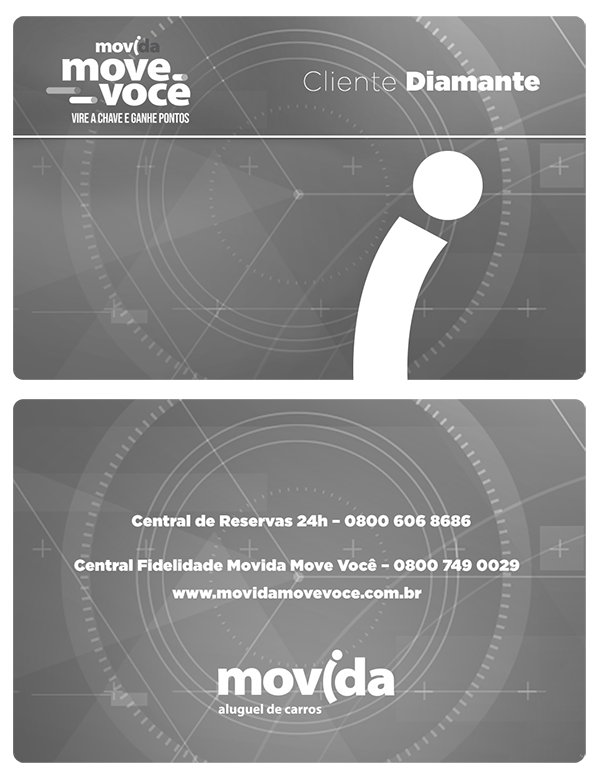 movida
move
você
VIRE A CHAVE E GANHE PONTOS
Cliente Diamante
Central de Reservas 24h – 0800 606 8686
Central Fidelidade Movida Move Você – 0800 749 0029
www.movidamovevoce.com.br
movida
aluguel de carros